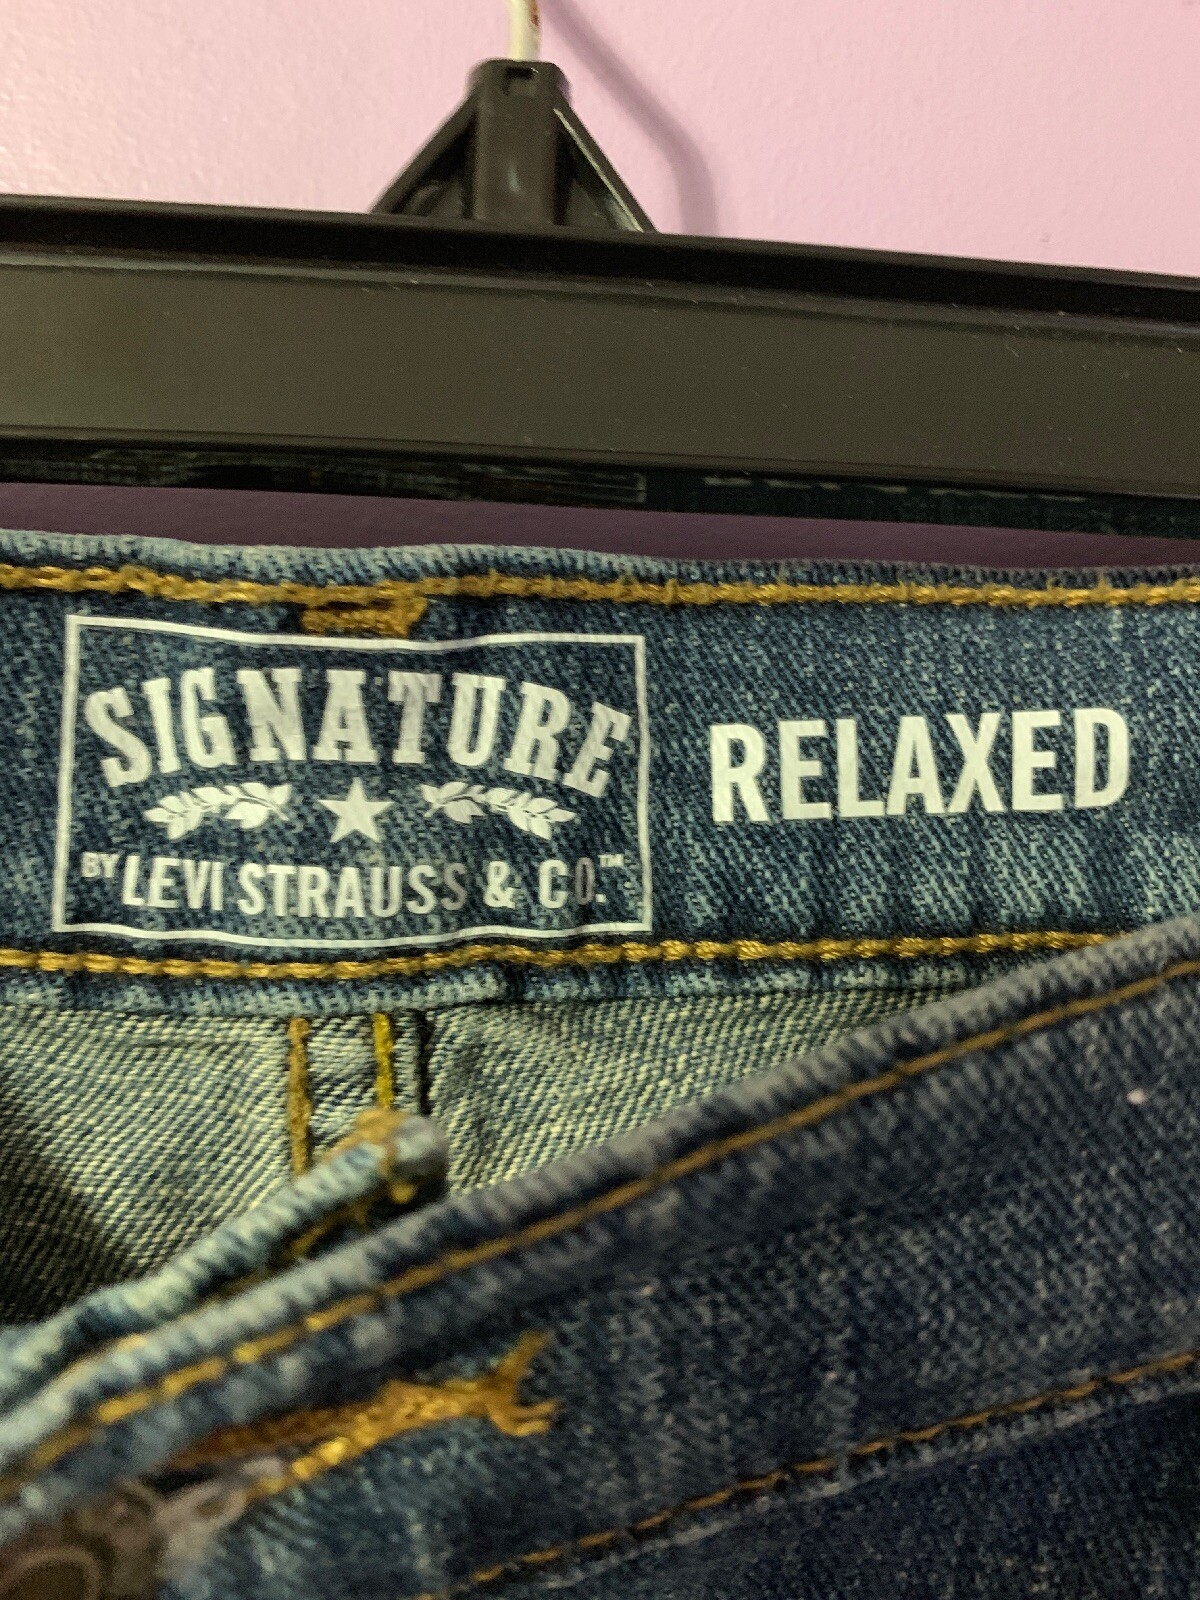 SIGNATURE
BY LEVI STRAUSS & CO.™
RELAXED